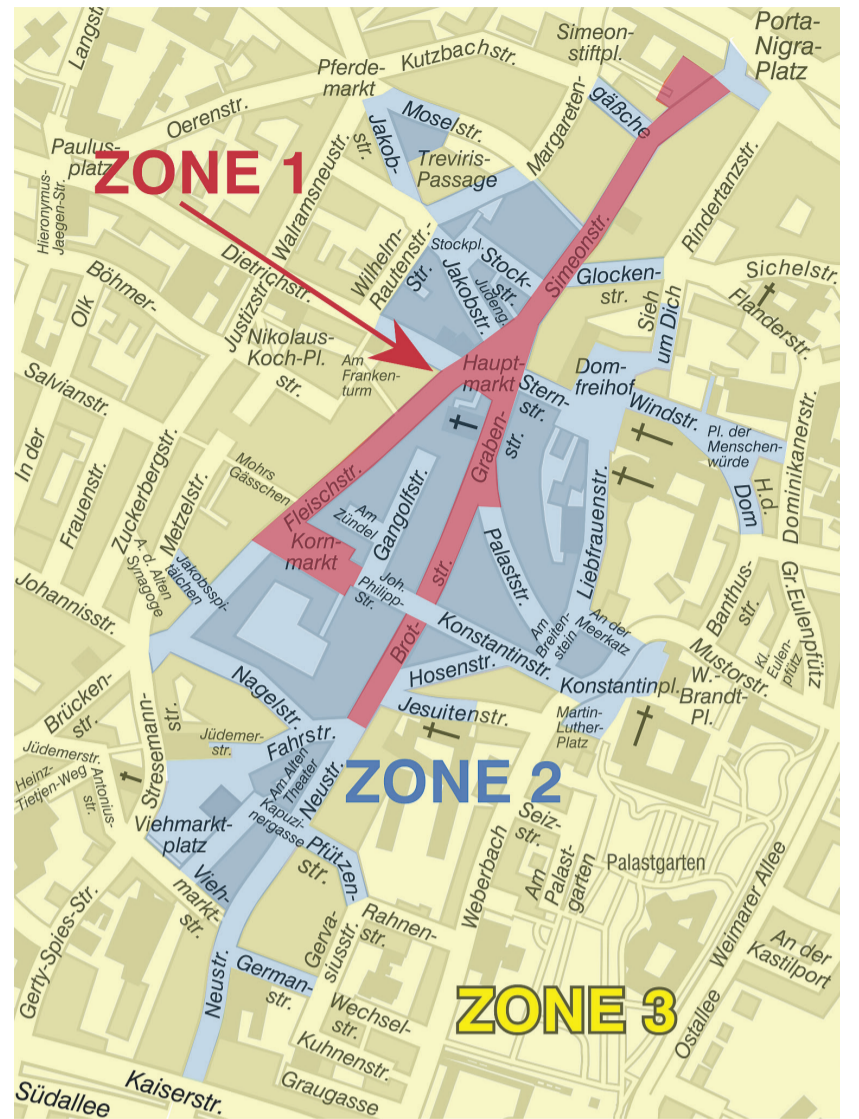 Langstr.
Simeon-
stiftpl.
Porta-
Nigra-
Platz
Kutzbachstr.
Pferde-
markt
Oerenstr.
Paulus-
platz
ZONE 1
Hieronymus-
Jaegen-Str.
Walramsneustr.
Jakob-
str.
Moselstr.
Treviris-
Passage
Margareten-
gäßche
Rindertanzstr.
Dietrichstr.
Wilhelm-
Rautenstr.-
Str.
Stockpl.
Stock-
str.
Jakobstr.
Judeng.
Simeonstr.
Glocken-
str.
Sieh
um Dich
Sichelstr.
Flanderstr.
Böhmer-
Olk
Justizstr.
Nikolaus-
Koch-Pl.
str.
Am
Franken-
turm
Haupt-
markt
Stern-
str.
Dom-
freihof
Windstr.
Pl. der
Menschen-
würde
Dom
H.d.
Dominikanerstr.
Salvianstr.
In der
Frauenstr.
Zuckerbergstr.
Metzelstr.
Mohrs
Gässchen
Fleischstr.
Korn-
markt
Am
Zündel
Gangolfstr.
Graben-
str.
Palaststr.
Liebfrauenstr.
A. d. Alten
Synagoge
Jakobsspi-
tälchen
Joh.
Philipp-
Str.
Brot-
str.
Konstantinstr.
Am
Breiten-
stein
An der
Meerkatz
Banthus-
str.
Gr.Eulenpfütz
Kl.
Eulen-
pfütz
Mustorstr.
W.-
Brandt-
Pl.
Johannisstr.
Brücken-
str.
Nagelstr.
Hosenstr.
Konstantinpl.
Jesuitenstr.
Martin-
Luther-
Platz
Stresemann-
str.
Jüdemer-
str.
Fahrstr.
Jüdemerstr.
Heinz-
Tietjen-Weg
Antonius-
str.
Am Alten
Theater
Kapuzi-
nergasse
Neustr.
ZONE 2
Viehmarkt-
platz
Vieh-
markt-
str.
Pfützen-
str.
Weberbach
Seiz-
str.
Am
Palast-
garten
Palastgarten
Weimarer Allee
Gerty-Spies-Str.
Gerva-
siusstr.
Rahnen-
str.
An der
Kastilport
Neustr.
German-
str.
Wechsel-
str.
ZONE 3
Ostallee
Kuhnenstr.
Graugasse
Kaiserstr.
Südallee